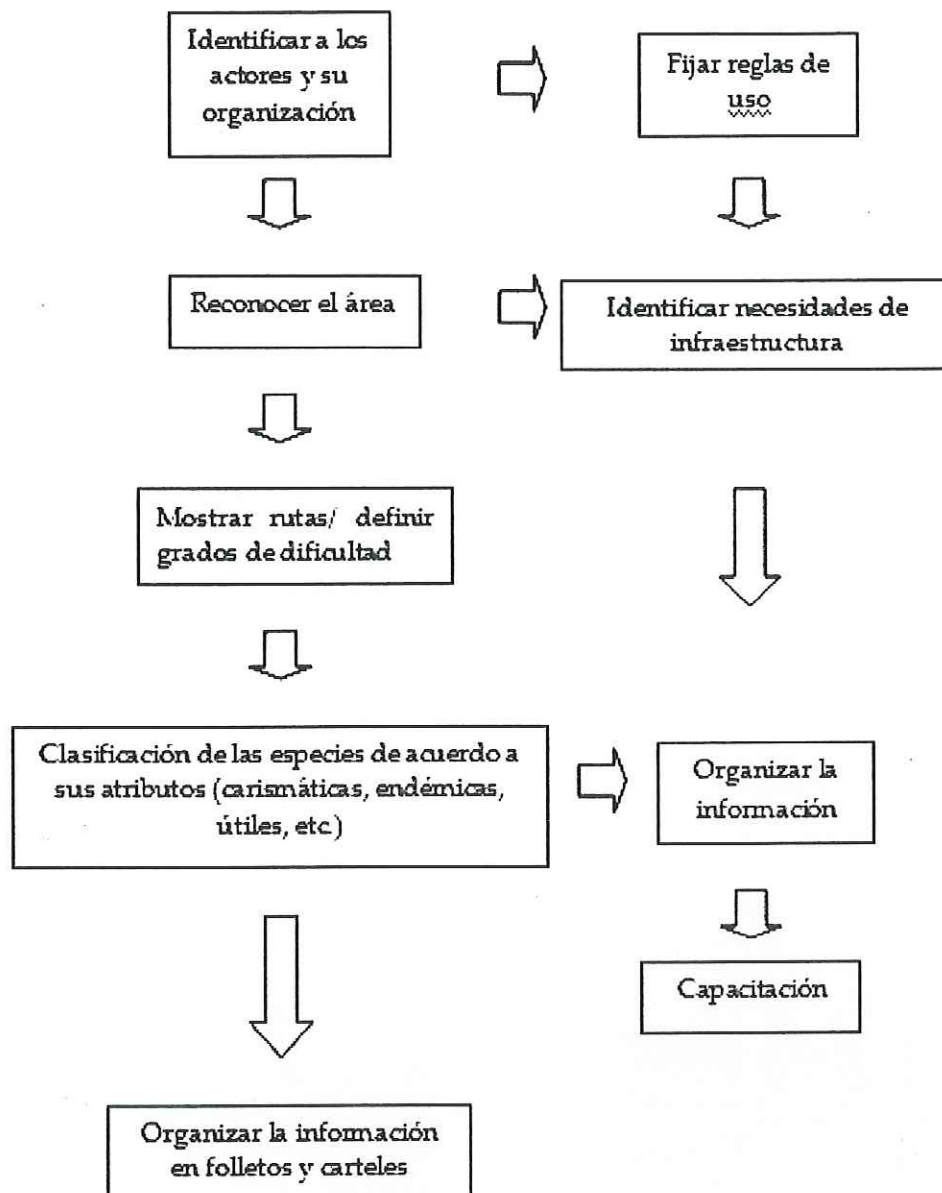 Identificar a los
actores y su
organización
Fijar reglas de
uso
Reconocer el área
Identificar necesidades de
infraestructura
Mostrar rutas/ definir
grados de dificultad
Clasificación de las especies de acuerdo a
sus atributos (carismáticas, endémicas,
útiles, etc.)
Organizar la
información
Capacitación
Organizar la información
en folletos y carteles